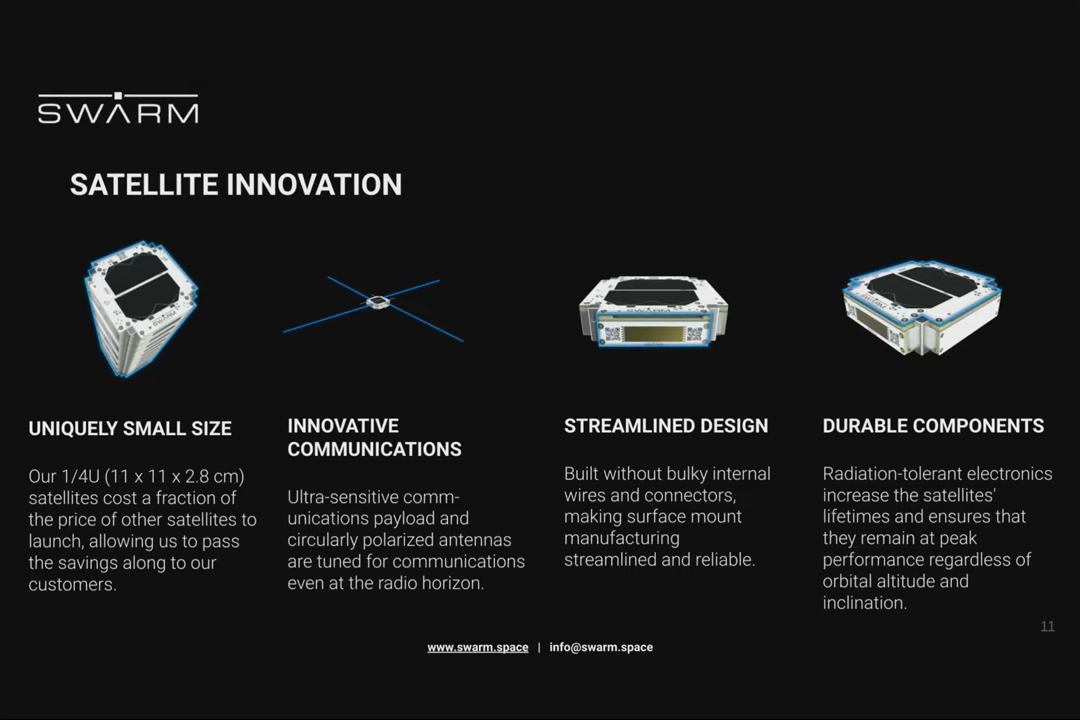 SWARM
SATELLITE INNOVATION
UNIQUELY SMALL SIZE
Our 1/4U (11 x 11 x 2.8 cm)
satellites cost a fraction of
the price of other satellites to
launch, allowing us to pass
the savings along to our
customers.
INNOVATIVE
COMMUNICATIONS
Ultra-sensitive comm-
unications payload and
circularly polarized antennas
are tuned for communications
even at the radio horizon.
STREAMLINED DESIGN
Built without bulky internal
wires and connectors,
making surface mount
manufacturing
streamlined and reliable.
DURABLE COMPONENTS
Radiation-tolerant electronics
increase the satellites'
lifetimes and ensures that
they remain at peak
performance regardless of
orbital altitude and
inclination.
11
www.swarm.space | info@swarm.space